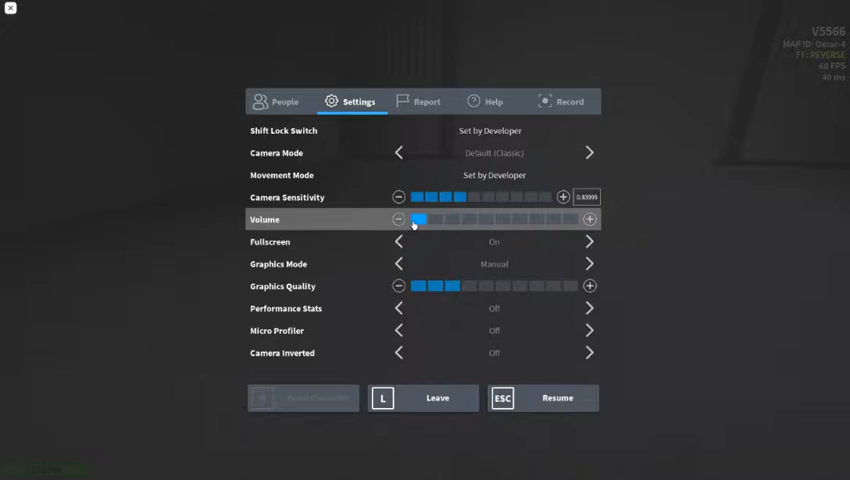 V5566
MAP ID: Oscar-4
FF: REVERSE
60 FPS
40 ms
People
Settings
Report
Help
Record
Shift Lock Switch
Set by Developer
Camera Mode
Default (Classic)
Movement Mode
Set by Developer
Camera Sensitivity
0.83999
Volume
Fullscreen
On
Graphics Mode
Manual
Graphics Quality
Performance Stats
Off
Micro Profiler
Off
Camera Inverted
Off
L
Leave
ESC
Resume